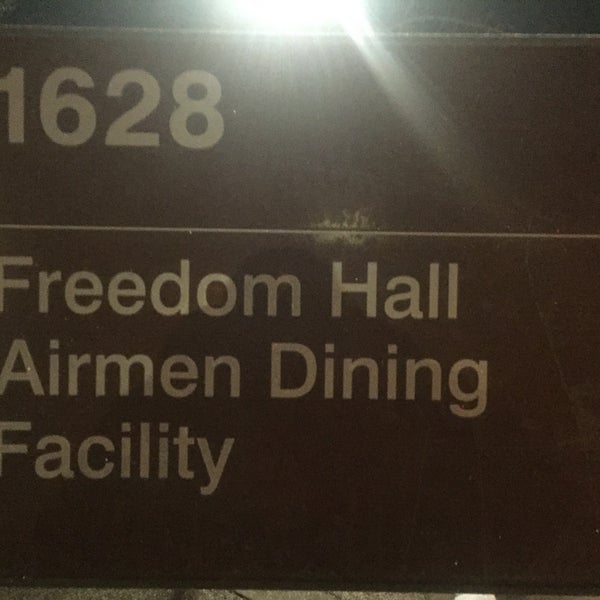 1628
Freedom Hall
Airmen Dining
Facility